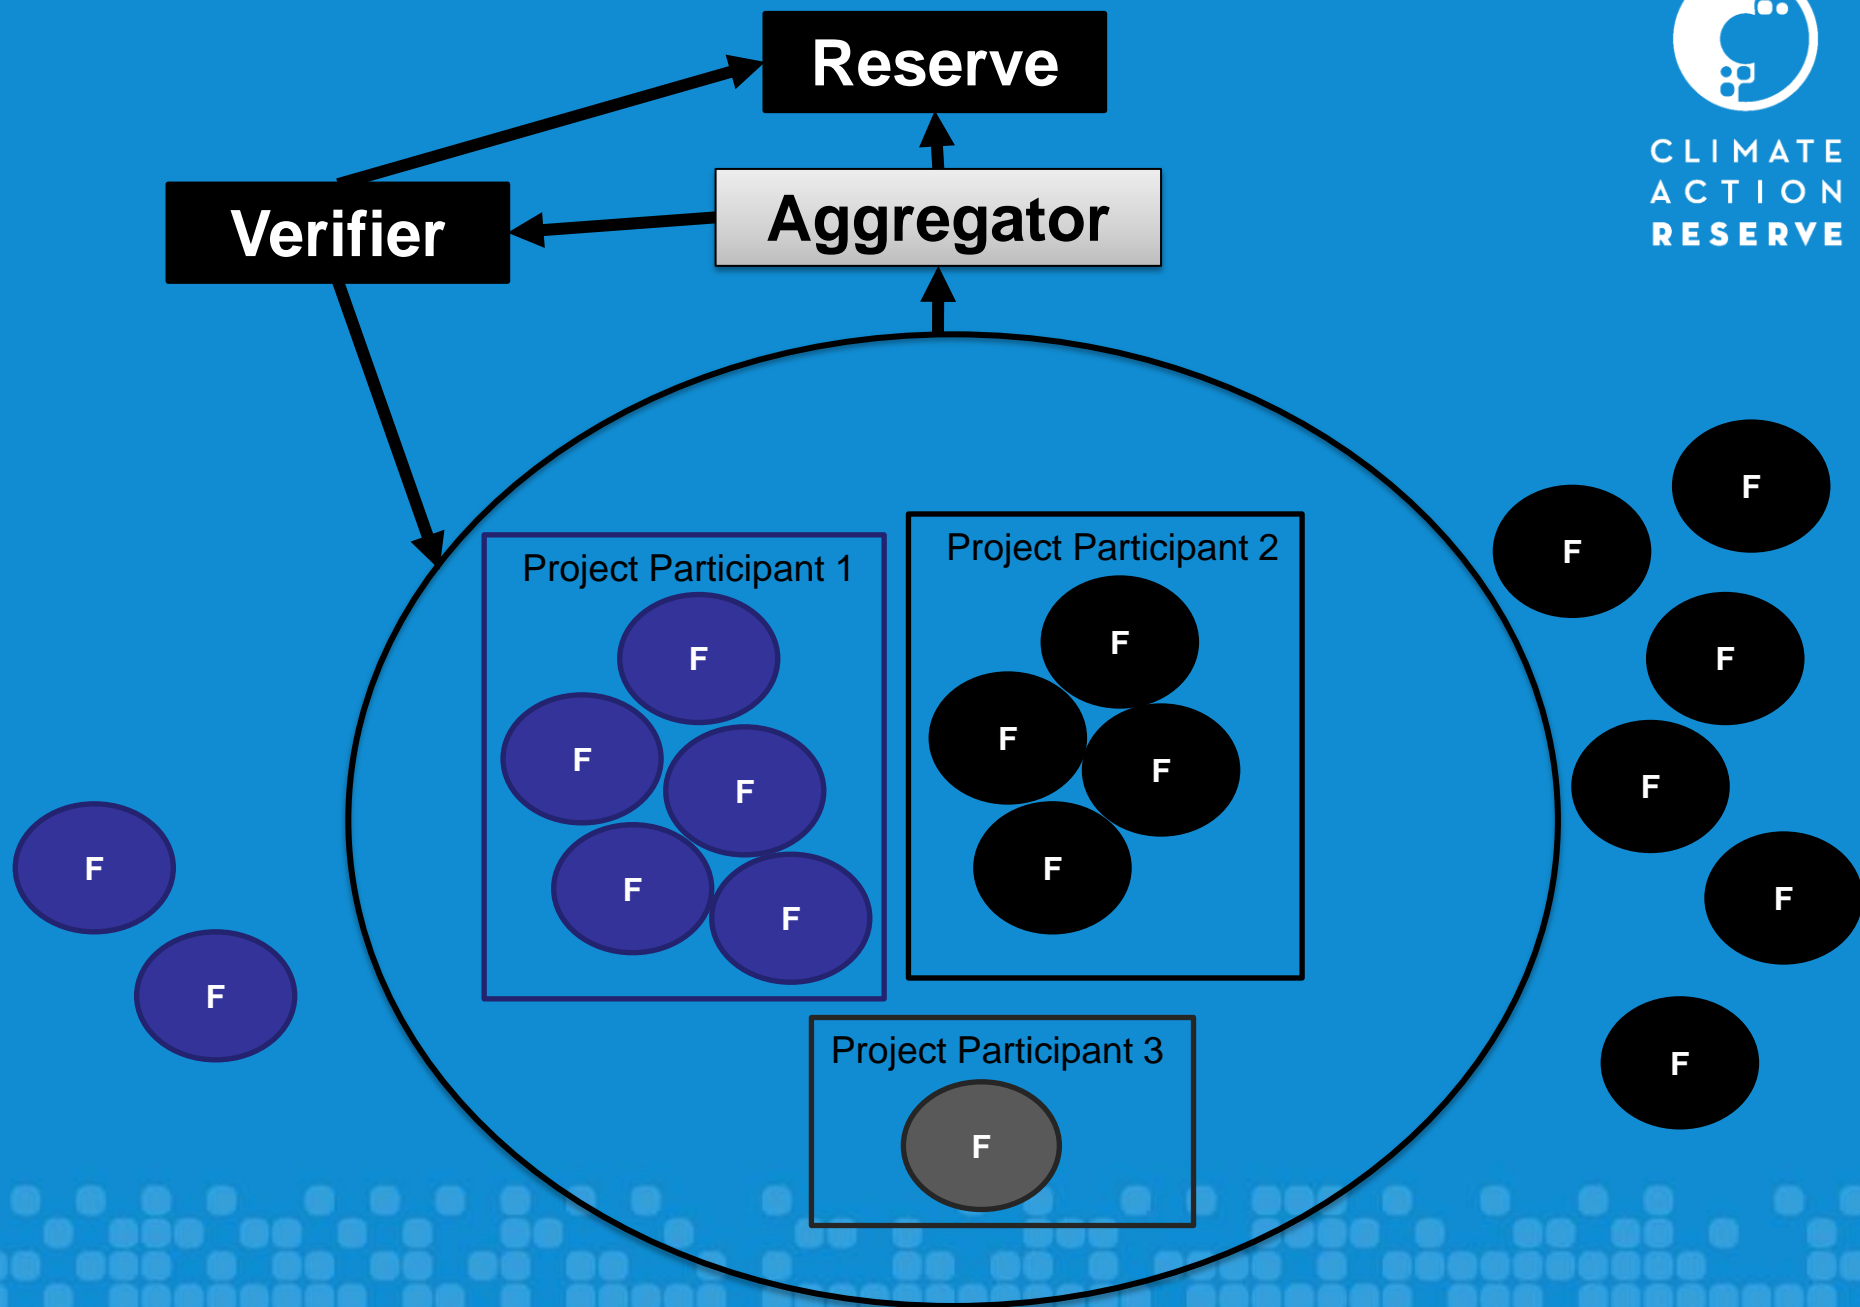 Reserve
CLIMATE
ACTION
RESERVE
Verifier
Aggregator
Project Participant 1
F
F
F
F
F
Project Participant 2
F
F
F
F
Project Participant 3
F
F
F
F
F
F
F
F
F